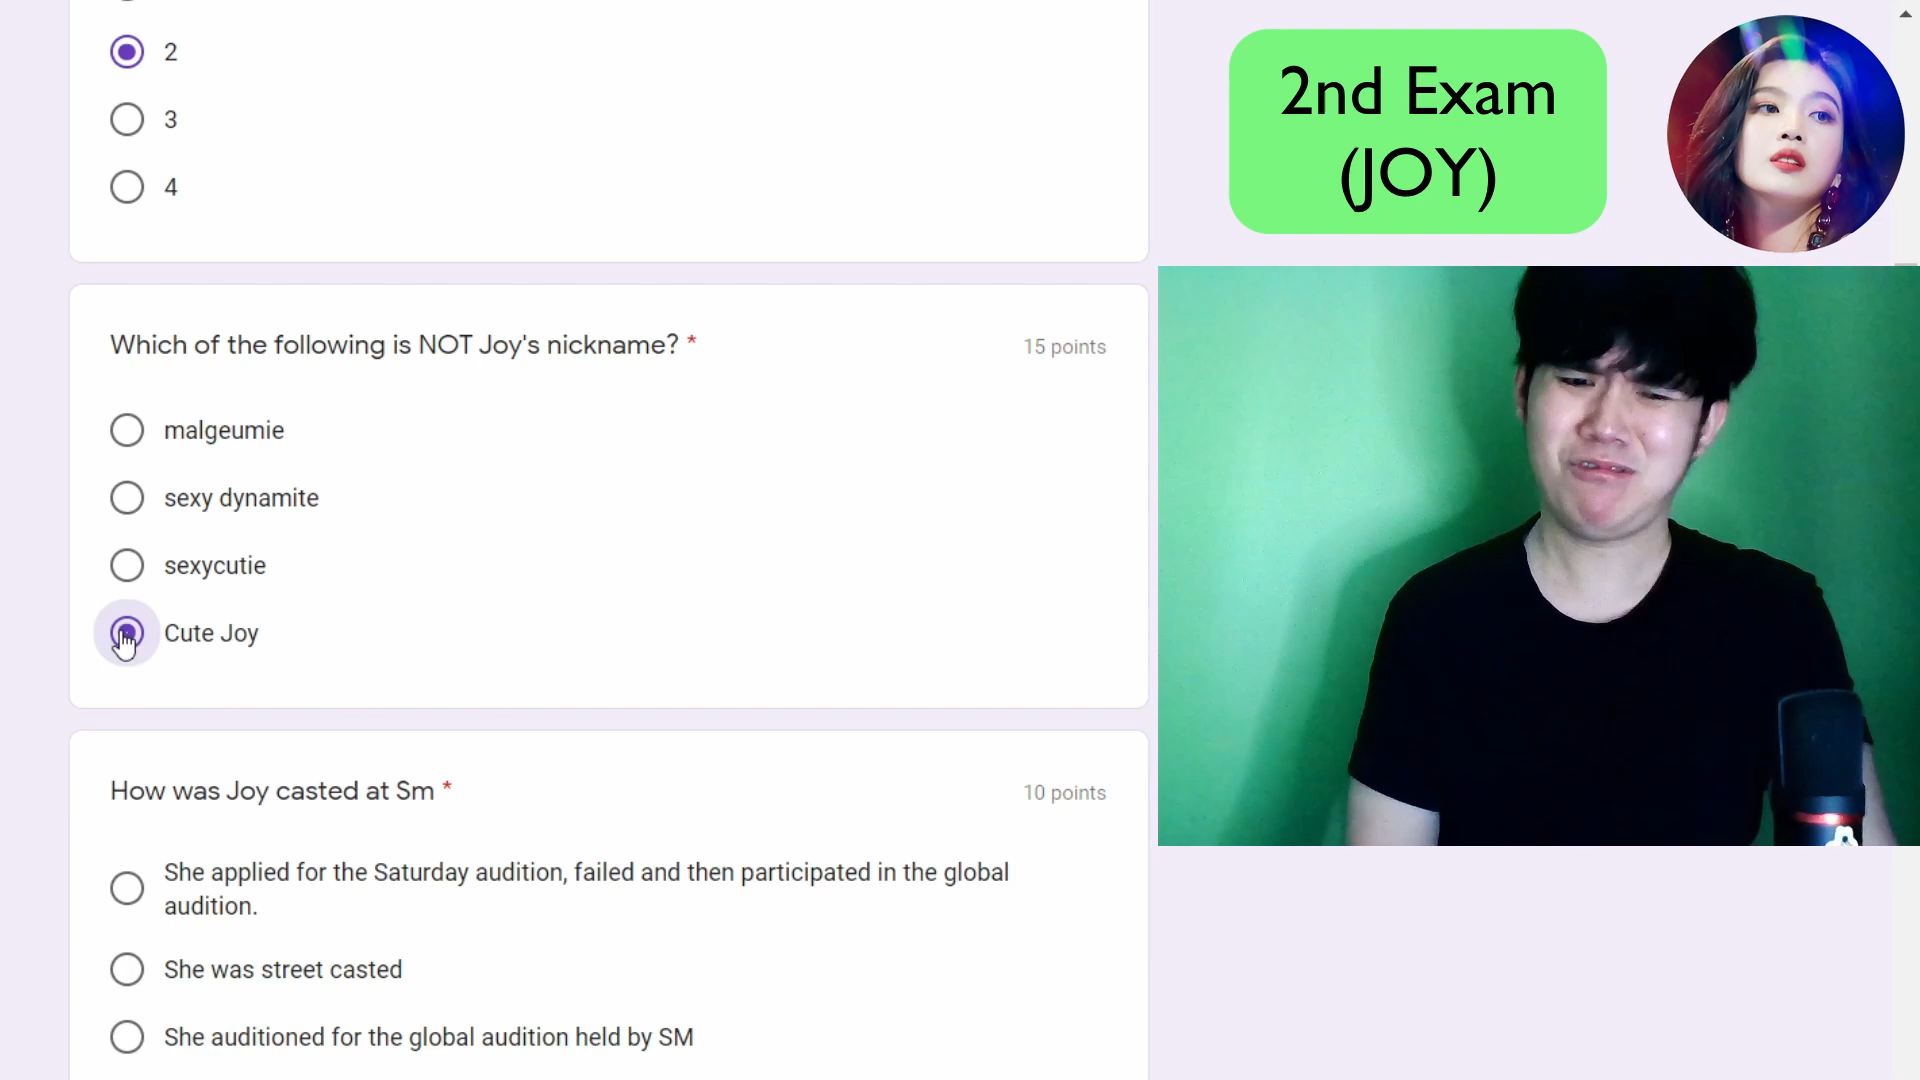 2
3
4
2nd Exam
(JOY)
Which of the following is NOT Joy's nickname? *
15 points
malgeumie
sexy dynamite
sexycutie
Cute Joy
How was Joy casted at Sm *
10 points
She applied for the Saturday audition, failed and then participated in the global
audition.
She was street casted
She auditioned for the global audition held by SM